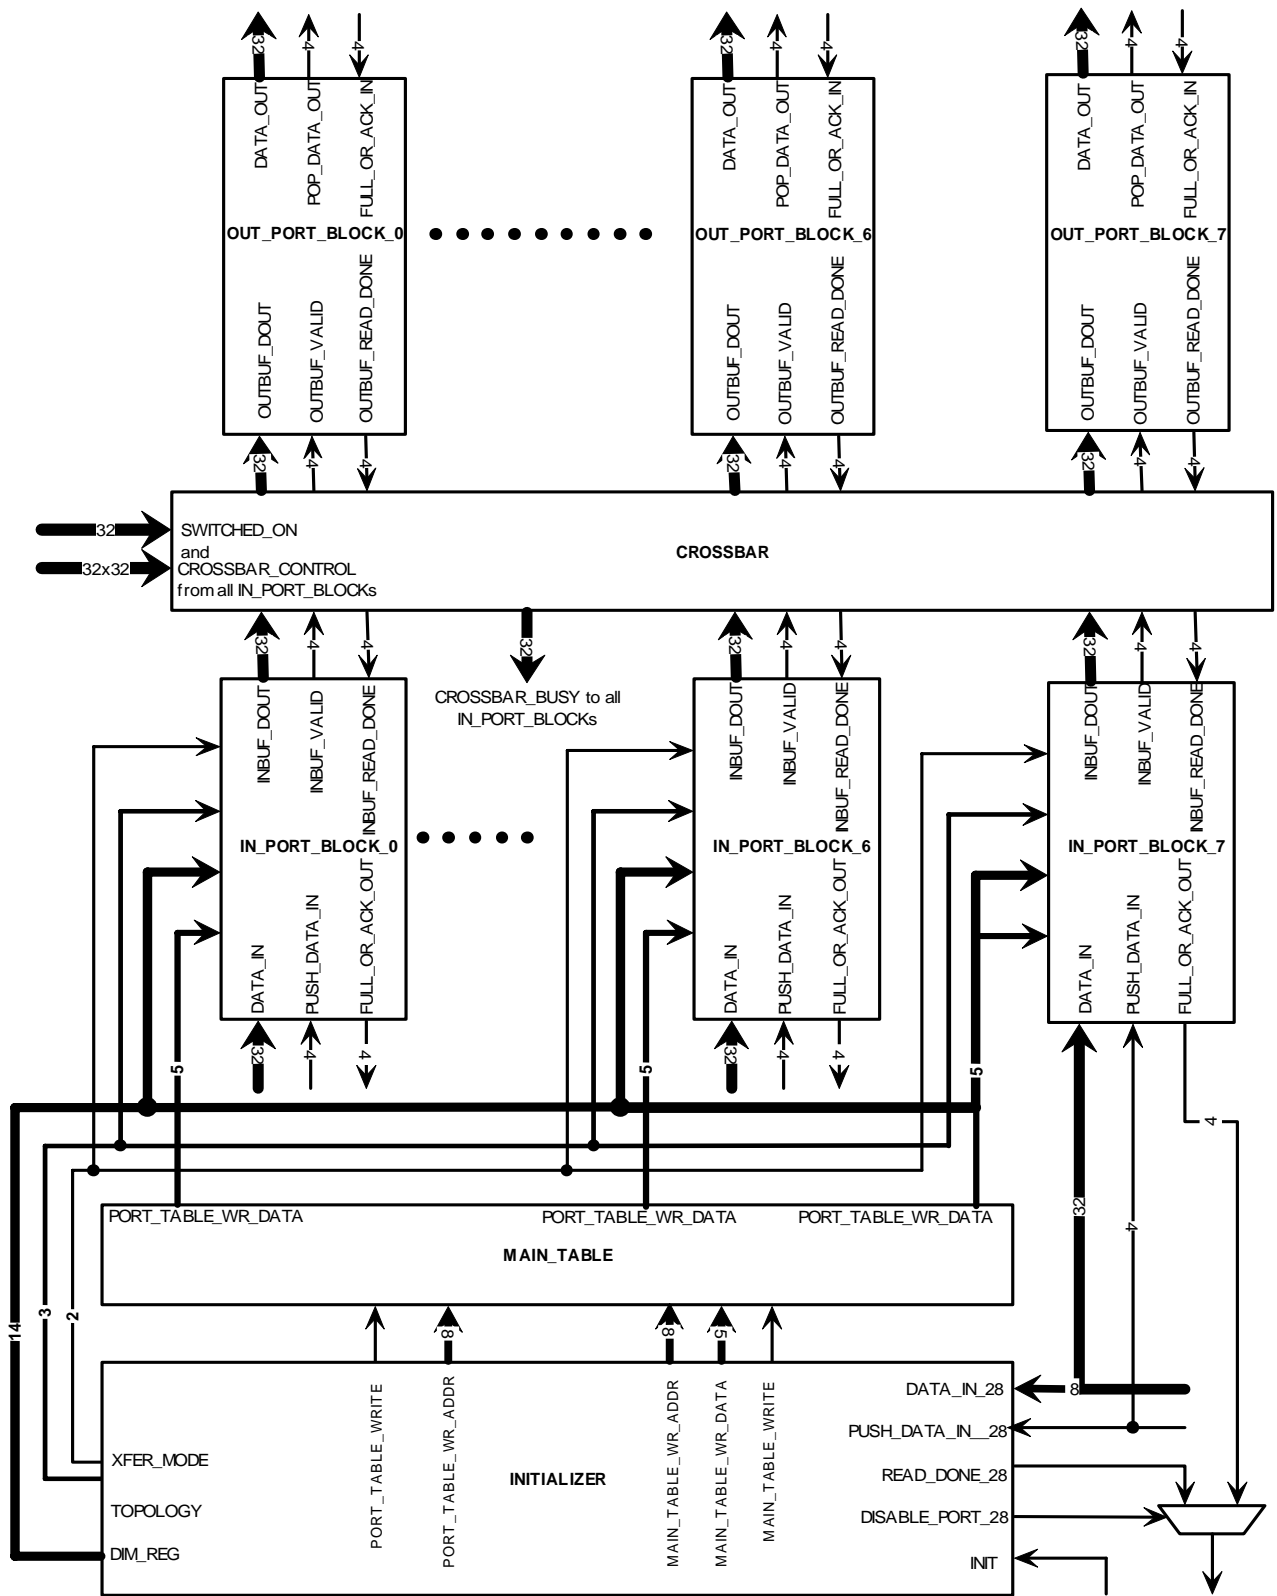 32 4 4 32 4 4 32 4 4
DATA_OUT POP_DATA_OUT FULL_OR_ACK_IN DATA_OUT POP_DATA_OUT FULL_OR_ACK_IN DATA_OUT POP_DATA_OUT FULL_OR_ACK_IN
OUT_PORT_BLOCK_0 OUT_PORT_BLOCK_6 OUT_PORT_BLOCK_7
OUTBUF_DOUT OUTBUF_VALID OUTBUF_READ_DONE OUTBUF_DOUT OUTBUF_VALID OUTBUF_READ_DONE OUTBUF_DOUT OUTBUF_VALID OUTBUF_READ_DONE
32 4 4 32 4 4 32 4 4
32 SWITCHED_ON
and
CROSSBAR
32x32 CROSSBAR_CONTROL
from all IN_PORT_BLOCKs
32 4 4 32 32 4 4 32 4 4
CROSSBAR_BUSY to all
IN_PORT_BLOCKs
INBUF_DOUT INBUF_VALID INBUF_READ_DONE INBUF_DOUT INBUF_VALID INBUF_READ_DONE INBUF_DOUT INBUF_VALID INBUF_READ_DONE
IN_PORT_BLOCK_0 IN_PORT_BLOCK_6 IN_PORT_BLOCK_7
DATA_IN PUSH_DATA_IN FULL_OR_ACK_OUT DATA_IN PUSH_DATA_IN FULL_OR_ACK_OUT DATA_IN PUSH_DATA_IN FULL_OR_ACK_OUT
32 4 4 32 4 4
5 5 5
4
32 4
PORT_TABLE_WR_DATA PORT_TABLE_WR_DATA PORT_TABLE_WR_DATA
MAIN_TABLE
14 3 2
8 8 5
PORT_TABLE_WRITE PORT_TABLE_WR_ADDR MAIN_TABLE_WR_ADDR MAIN_TABLE_WR_DATA MAIN_TABLE_WRITE
DATA_IN_28 8
PUSH_DATA_IN__28
XFER_MODE
READ_DONE_28
INITIALIZER
TOPOLOGY
DISABLE_PORT_28
DIM_REG
INIT